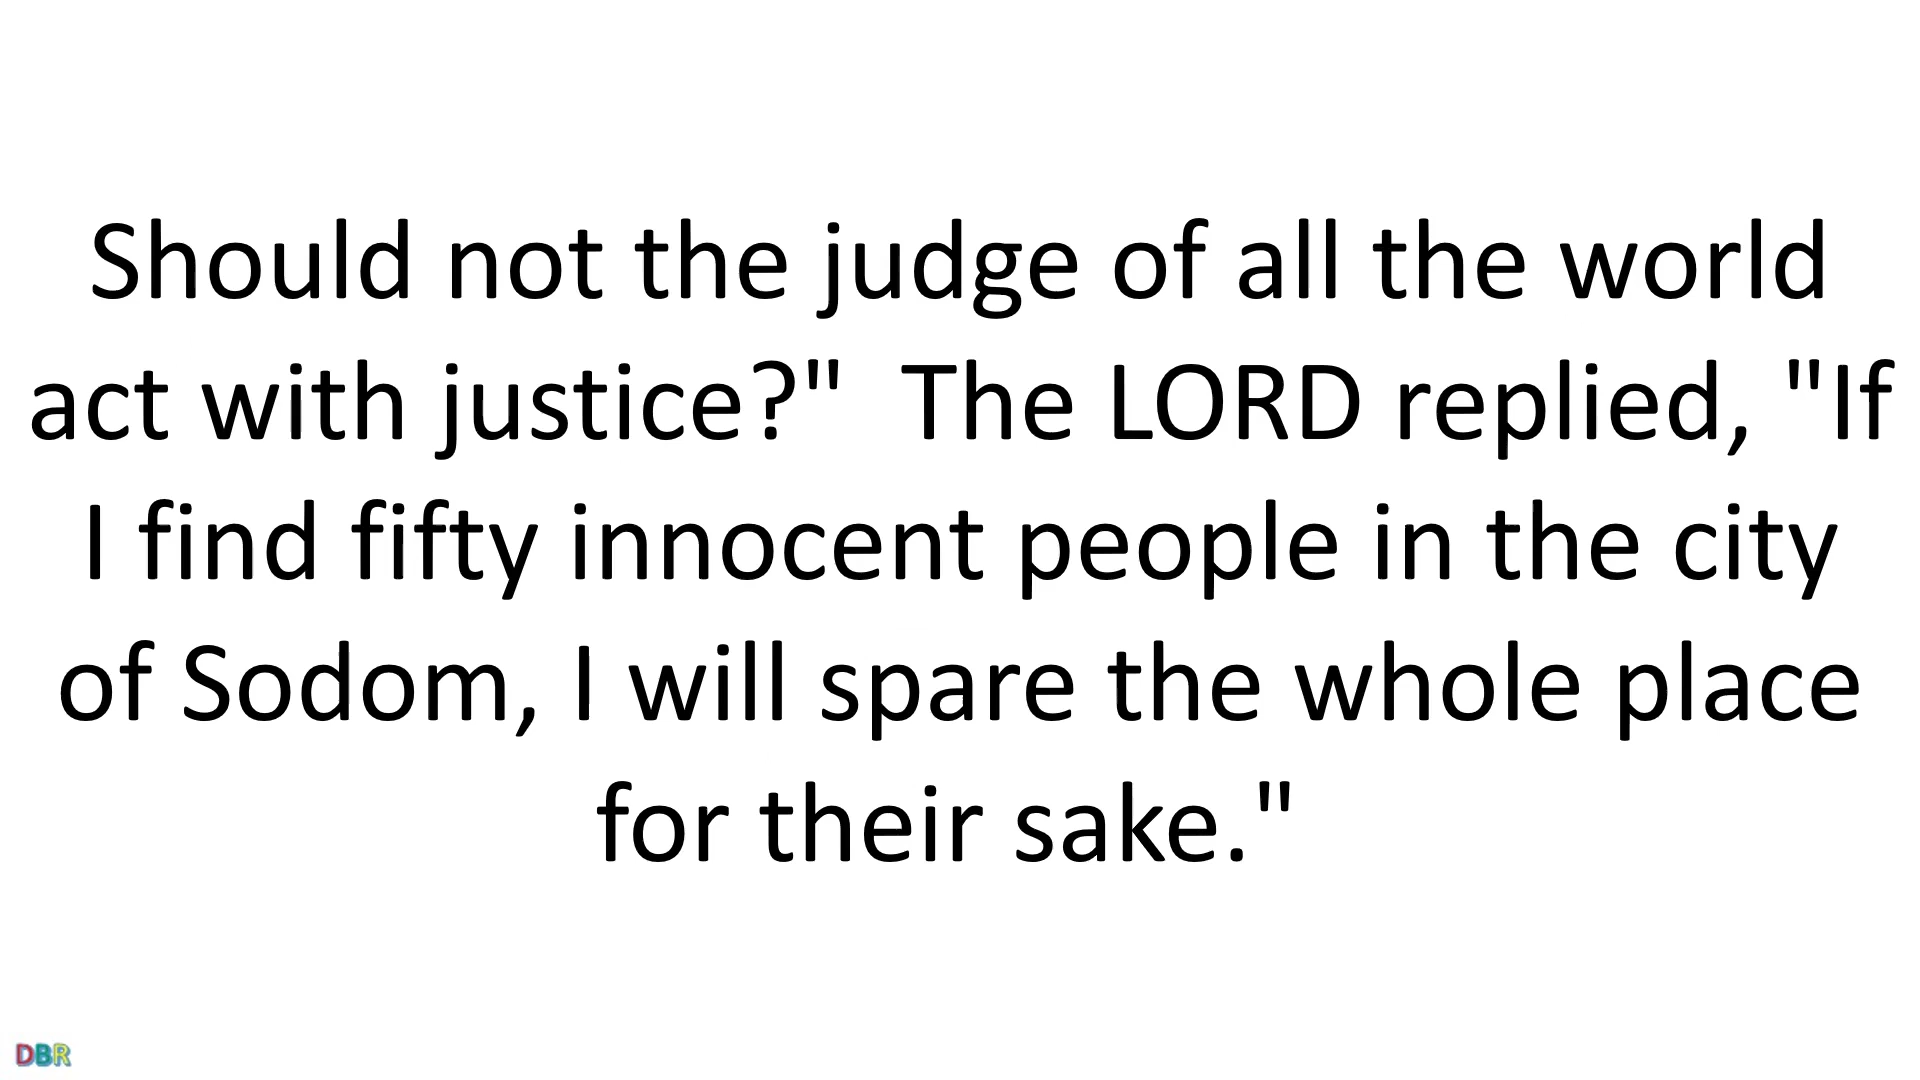 Should not the judge of all the world
act with justice?"  The LORD replied, "If
I find fifty innocent people in the city
of Sodom, I will spare the whole place
for their sake."
DBR